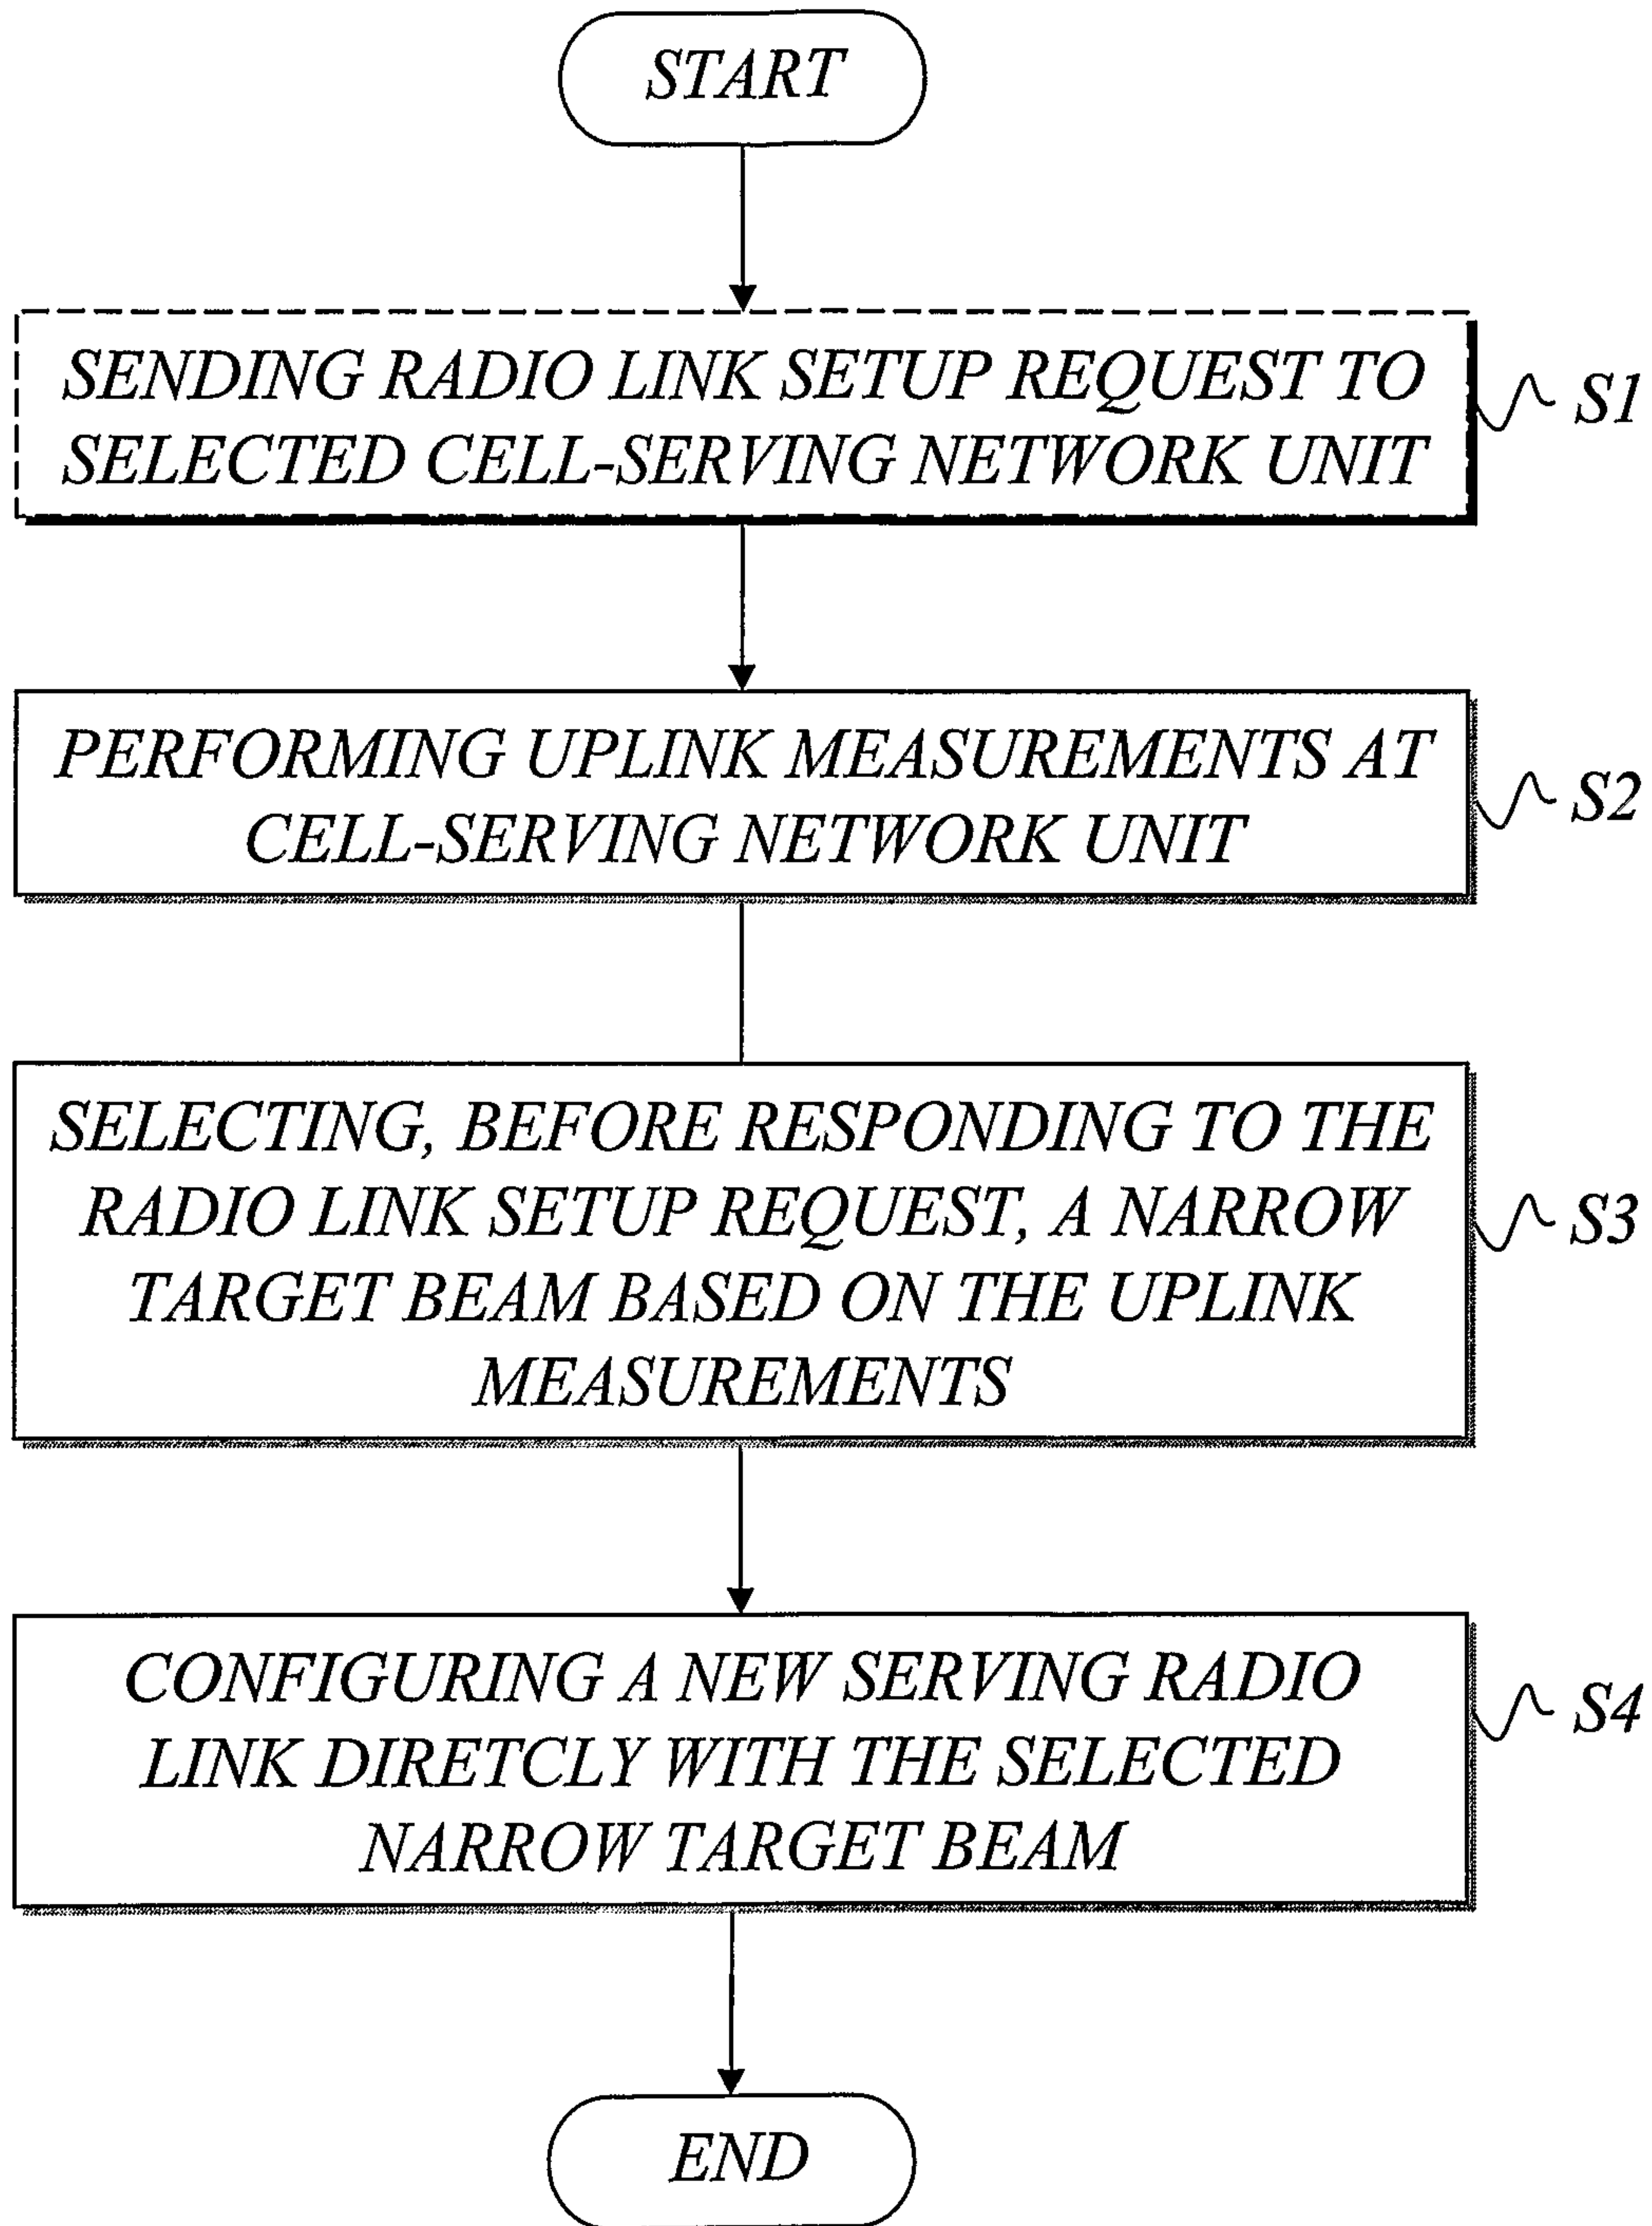 START
SENDING RADIO LINK SETUP REQUEST TO
SELECTED CELL-SERVING NETWORK UNIT
S1
PERFORMING UPLINK MEASUREMENTS AT
CELL-SERVING NETWORK UNIT
S2
SELECTING, BEFORE RESPONDING TO THE
RADIO LINK SETUP REQUEST, A NARROW
TARGET BEAM BASED ON THE UPLINK
MEASUREMENTS
S3
CONFIGURING A NEW SERVING RADIO
LINK DIRETCLY WITH THE SELECTED
NARROW TARGET BEAM
S4
END